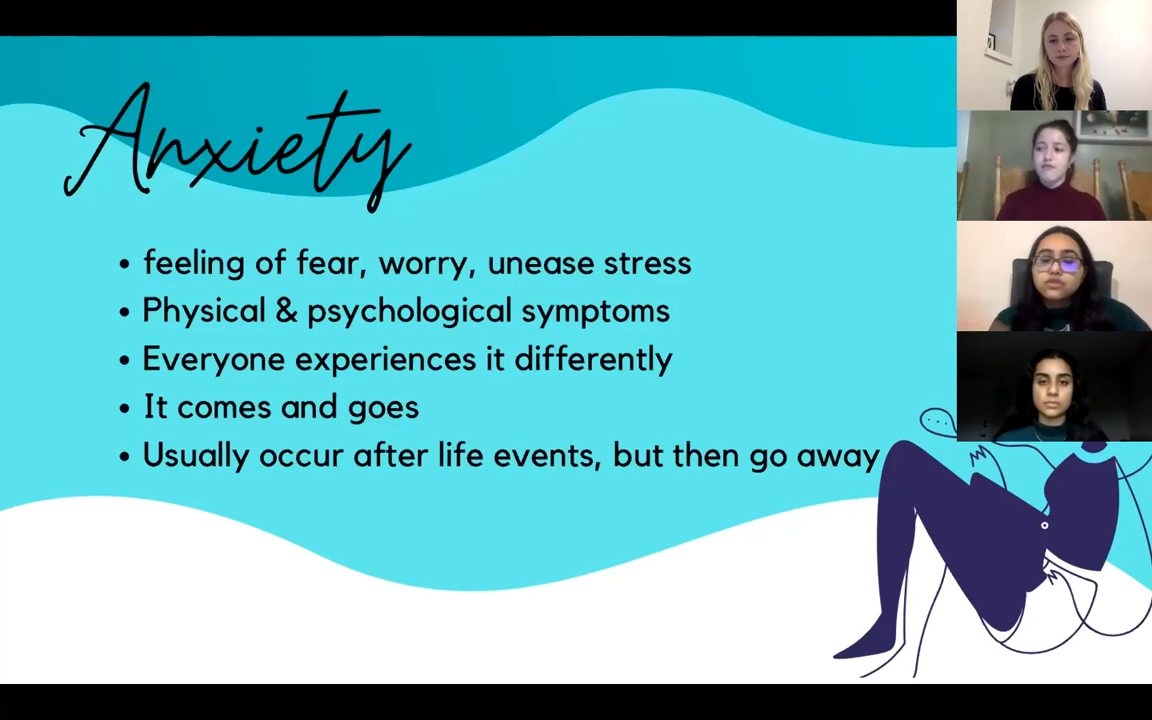 Anxiety
• feeling of fear, worry, unease stress
• Physical & psychological symptoms
• Everyone experiences it differently
• It comes and goes
• Usually occur after life events, but then go away